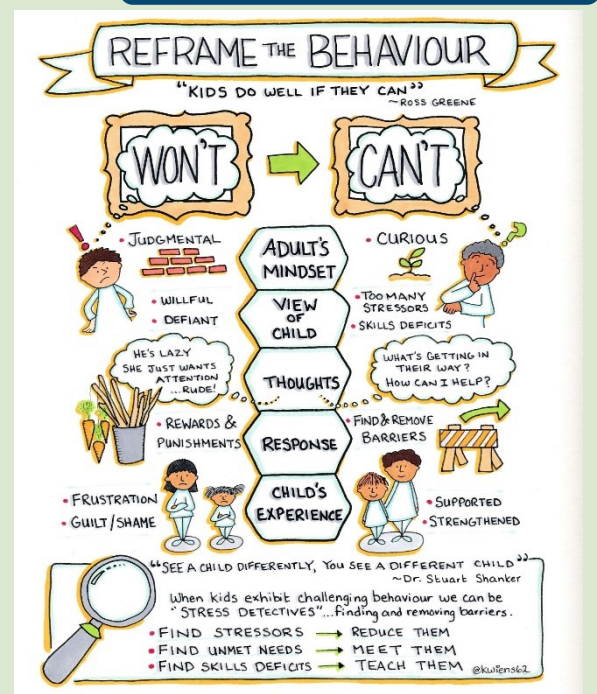 REFRAME THE BEHAVIOUR
"KIDS DO WELL IF THEY CAN"
~ROSS GREENE
WON'T
CAN'T
• JUDGMENTAL
ADULT'S
MINDSET
• CURIOUS
• WILLFUL
• DEFIANT
VIEW
OF
CHILD
• TOO MANY
STRESSORS
• SKILLS DEFICITS
HE'S LAZY
SHE JUST WANTS
ATTENTION
...RUDE!
THOUGHTS
WHAT'S GETTING IN
THEIR WAY?
HOW CAN I HELP?
• REWARDS &
PUNISHMENTS
RESPONSE
• FIND & REMOVE
BARRIERS
• FRUSTRATION
• GUILT/SHAME
CHILD'S
EXPERIENCE
• SUPPORTED
• STRENGTHENED
"SEE A CHILD DIFFERENTLY, YOU SEE A DIFFERENT CHILD"
~Dr. Stuart Shanker
When kids exhibit challenging behaviour we can be
"STRESS DETECTIVES"...finding and removing barriers.
• FIND STRESSORS → REDUCE THEM
• FIND UNMET NEEDS → MEET THEM
• FIND SKILLS DEFICITS → TEACH THEM @kwiens62